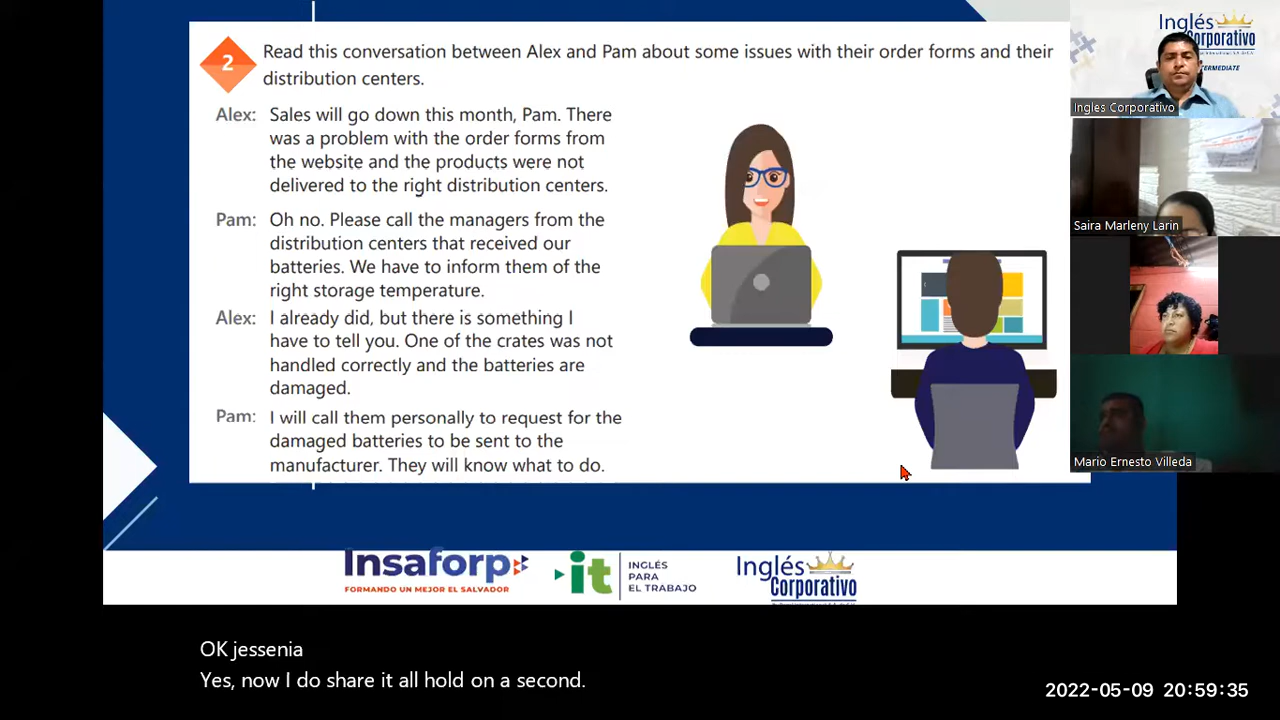 2
Read this conversation between Alex and Pam about some issues with their order forms and their
distribution centers.
Alex: Sales will go down this month, Pam. There
was a problem with the order forms from
the website and the products were not
delivered to the right distribution centers.
Pam: Oh no. Please call the managers from the
distribution centers that received our
batteries. We have to inform them of the
right storage temperature.
Alex: I already did, but there is something I
have to tell you. One of the crates was not
handled correctly and the batteries are
damaged.
Pam: I will call them personally to request for the
damaged batteries to be sent to the
manufacturer. They will know what to do.
Inglés
Corporativo
Ingles Corporativo
Saira Marleny Larin
Mario Ernesto Villeda
Insaforp
FORMANDO UN MEJOR EL SALVADOR
it
INGLÉS
PARA
EL TRABAJO
Inglés
Corporativo
OK jessenia
Yes, now I do share it all hold on a second.
2022-05-09 20:59:35